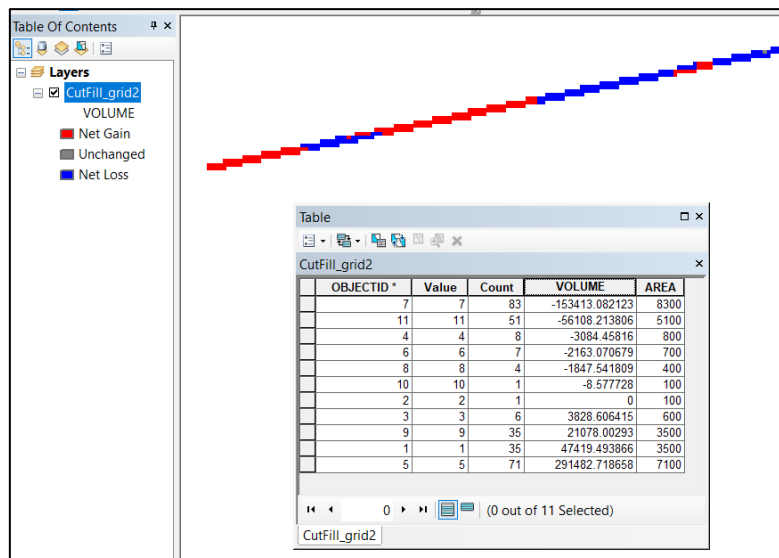 Table Of Contents
Layers
CutFill_grid2
VOLUME
Net Gain
Unchanged
Net Loss
Table
CutFill_grid2
OBJECTID * Value Count VOLUME AREA
7 7 83 -153413.082123 8300
11 11 51 -56108.213806 5100
4 4 8 -3084.45816 800
6 6 7 -2163.070679 700
8 8 4 -1847.541809 400
10 10 1 -8.577728 100
2 2 1 0 100
3 3 6 3828.606415 600
9 9 35 21078.00293 3500
1 1 35 47419.493866 3500
5 5 71 291482.718658 7100
0 (0 out of 11 Selected)
CutFill_grid2